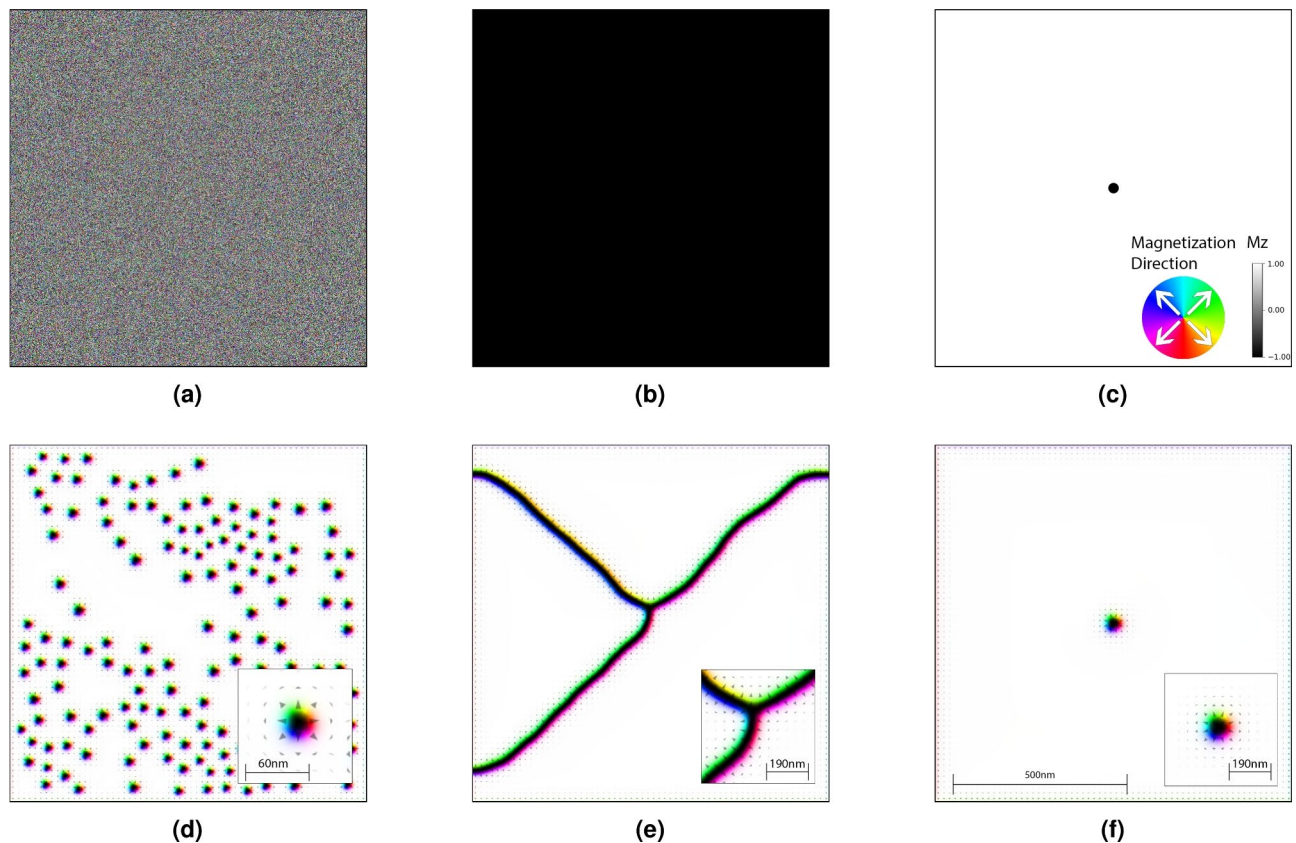 Magnetization Mz
Direction
1.00
0.00
−1.00
(a)
(b)
(c)
60nm
190nm
500nm
190nm
(d)
(e)
(f)